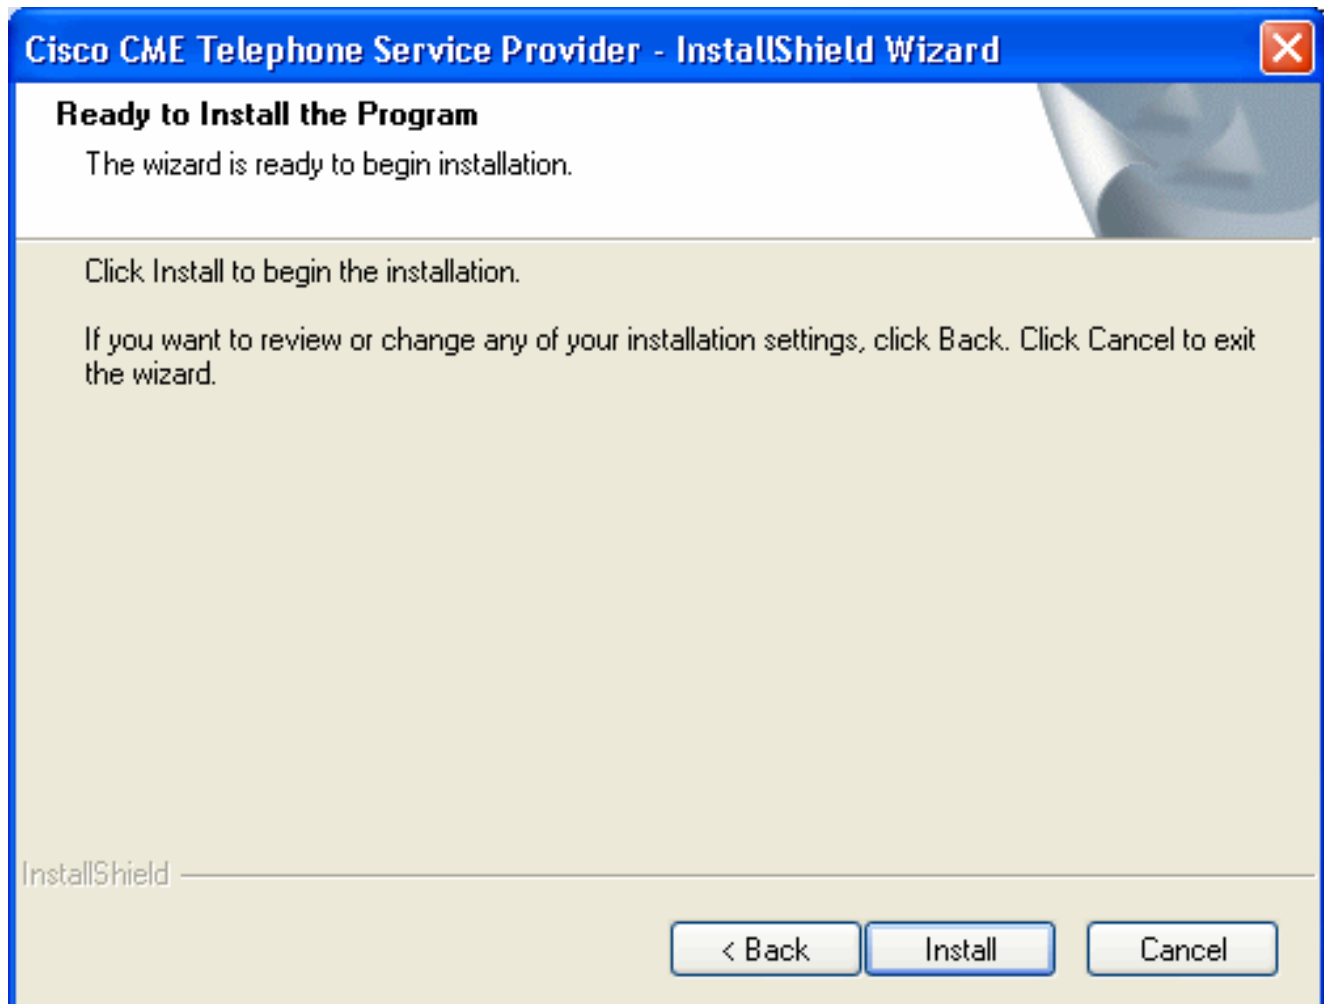 Cisco CME Telephone Service Provider - InstallShield Wizard
Ready to Install the Program
The wizard is ready to begin installation.
Click Install to begin the installation.
If you want to review or change any of your installation settings, click Back. Click Cancel to exit
the wizard.
InstallShield
< Back
Install
Cancel